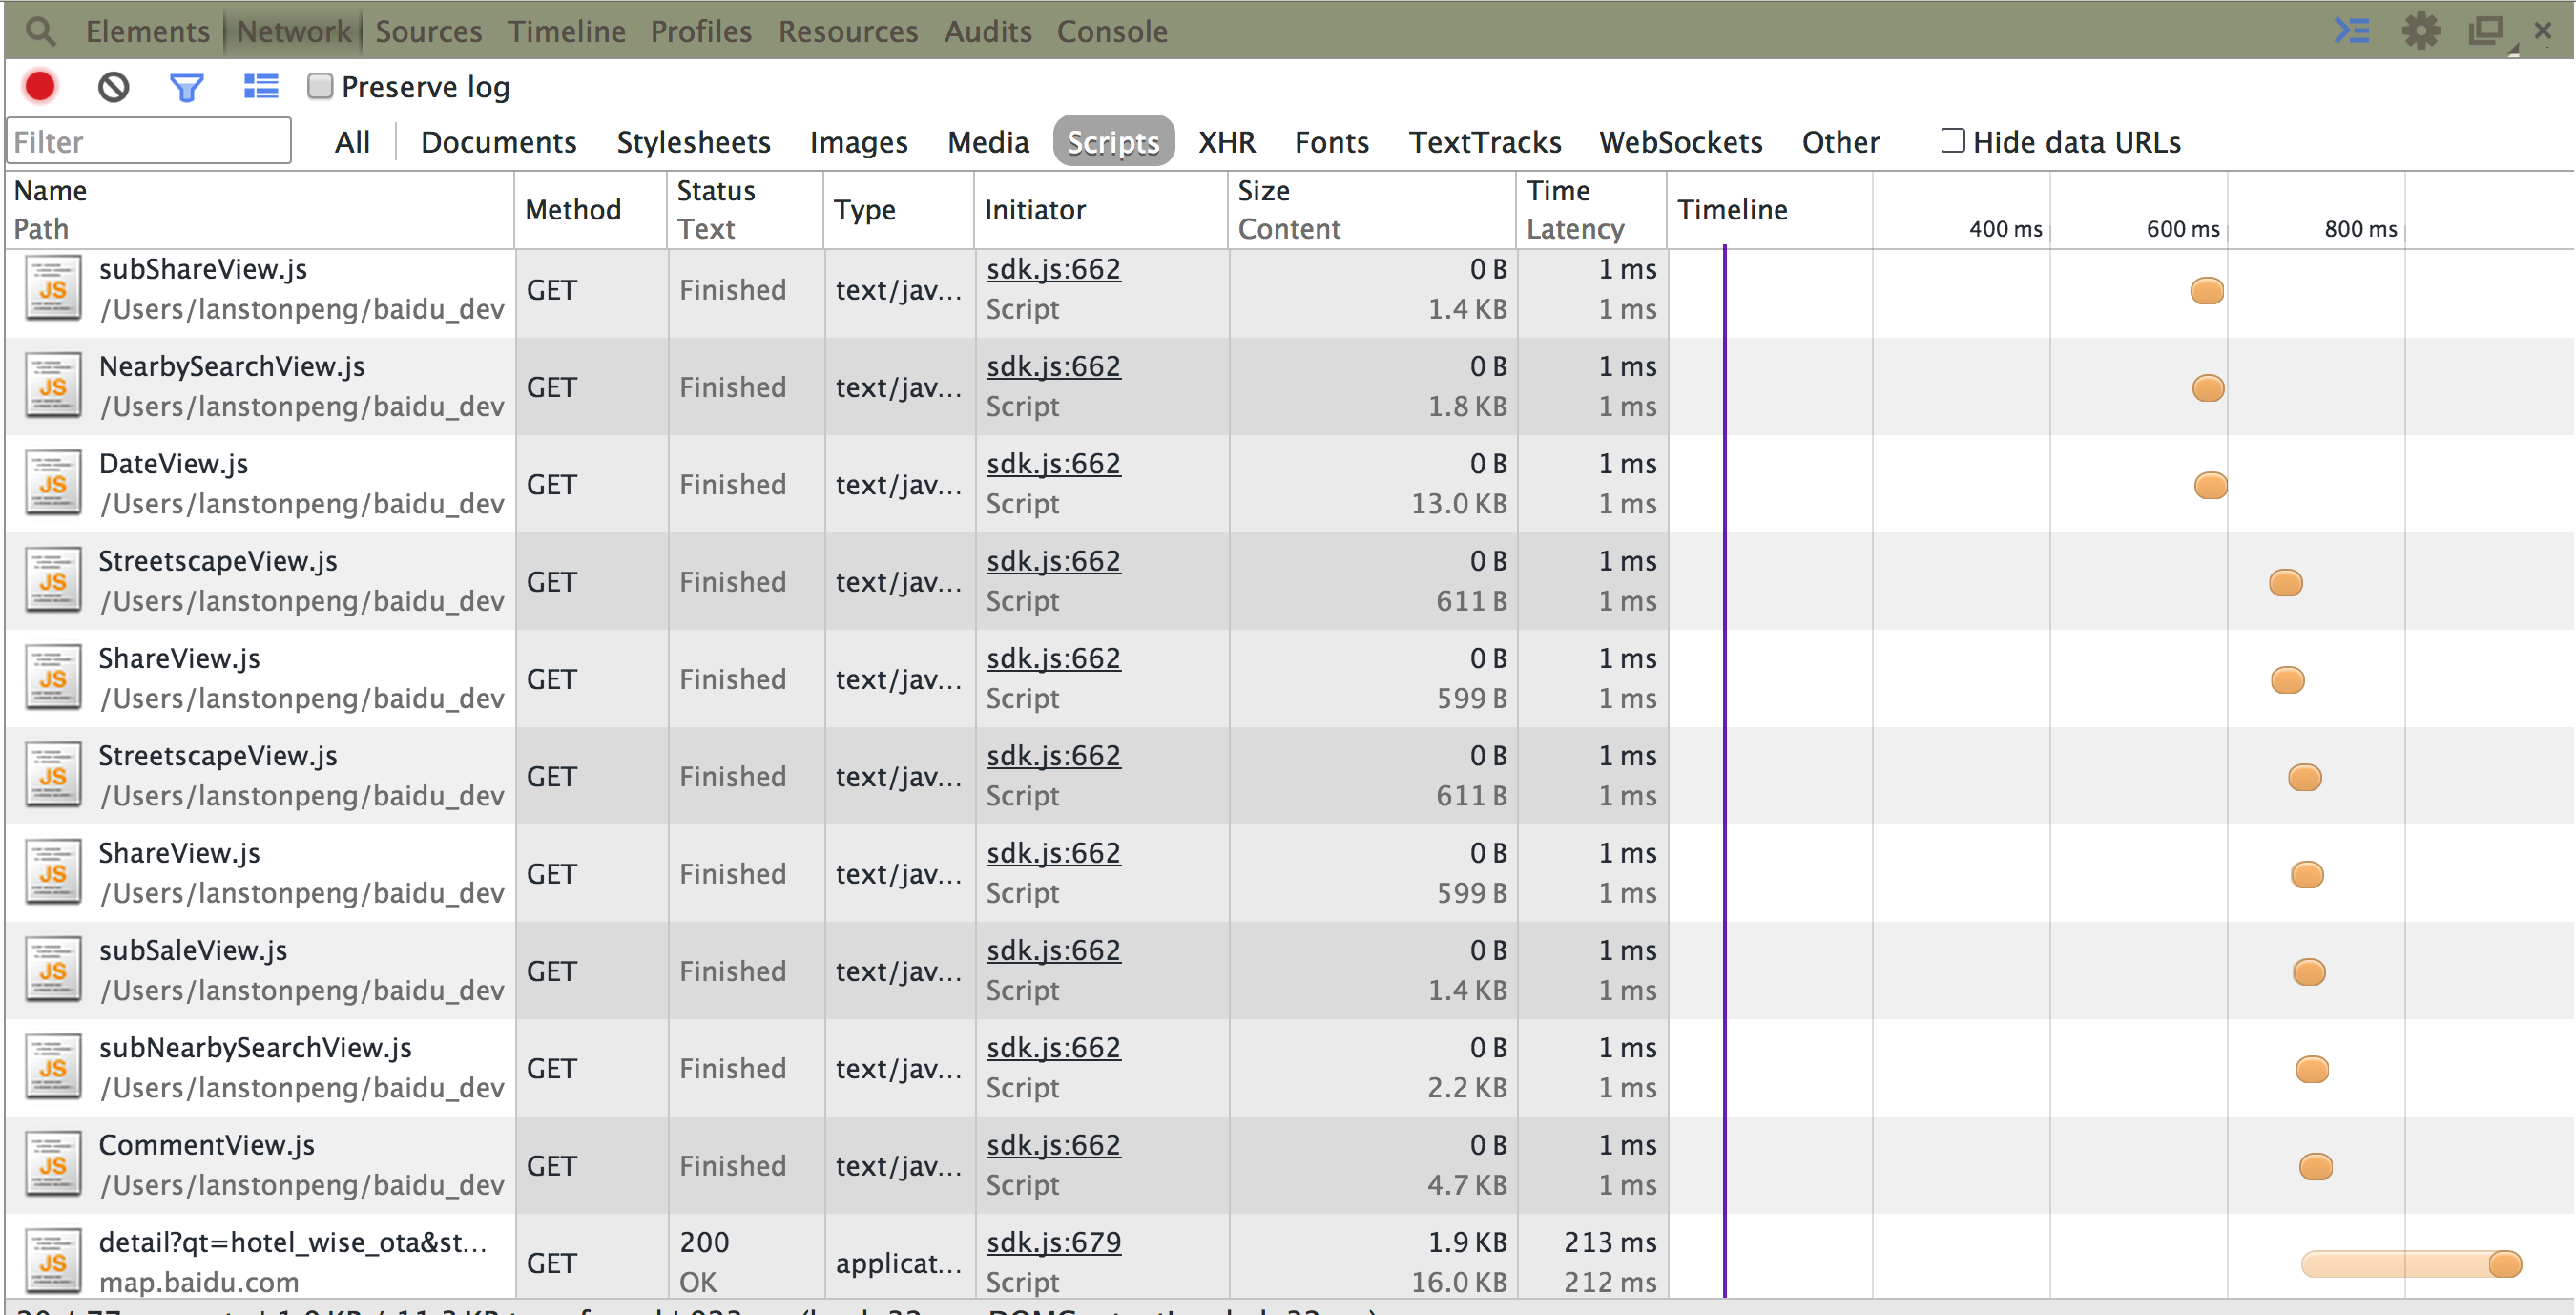 Elements Network Sources Timeline Profiles Resources Audits Console
Preserve log
Filter All Documents Stylesheets Images Media Scripts XHR Fonts TextTracks WebSockets Other Hide data URLs
Name Path Method Status Text Type Initiator Size Content Time Latency Timeline 400 ms 600 ms 800 ms
JS subShareView.js GET Finished text/jav... sdk.js:662 0 B 1 ms
/Users/lanstonpeng/baidu_dev Script 1.4 KB 1 ms
JS NearbySearchView.js GET Finished text/jav... sdk.js:662 0 B 1 ms
/Users/lanstonpeng/baidu_dev Script 1.8 KB 1 ms
JS DateView.js GET Finished text/jav... sdk.js:662 0 B 1 ms
/Users/lanstonpeng/baidu_dev Script 13.0 KB 1 ms
JS StreetscapeView.js GET Finished text/jav... sdk.js:662 0 B 1 ms
/Users/lanstonpeng/baidu_dev Script 611 B 1 ms
JS ShareView.js GET Finished text/jav... sdk.js:662 0 B 1 ms
/Users/lanstonpeng/baidu_dev Script 599 B 1 ms
JS StreetscapeView.js GET Finished text/jav... sdk.js:662 0 B 1 ms
/Users/lanstonpeng/baidu_dev Script 611 B 1 ms
JS ShareView.js GET Finished text/jav... sdk.js:662 0 B 1 ms
/Users/lanstonpeng/baidu_dev Script 599 B 1 ms
JS subSaleView.js GET Finished text/jav... sdk.js:662 0 B 1 ms
/Users/lanstonpeng/baidu_dev Script 1.4 KB 1 ms
JS subNearbySearchView.js GET Finished text/jav... sdk.js:662 0 B 1 ms
/Users/lanstonpeng/baidu_dev Script 2.2 KB 1 ms
JS CommentView.js GET Finished text/jav... sdk.js:662 0 B 1 ms
/Users/lanstonpeng/baidu_dev Script 4.7 KB 1 ms
JS detail?qt=hotel_wise_ota&st... GET 200 applicat... sdk.js:679 1.9 KB 213 ms
map.baidu.com OK Script 16.0 KB 212 ms